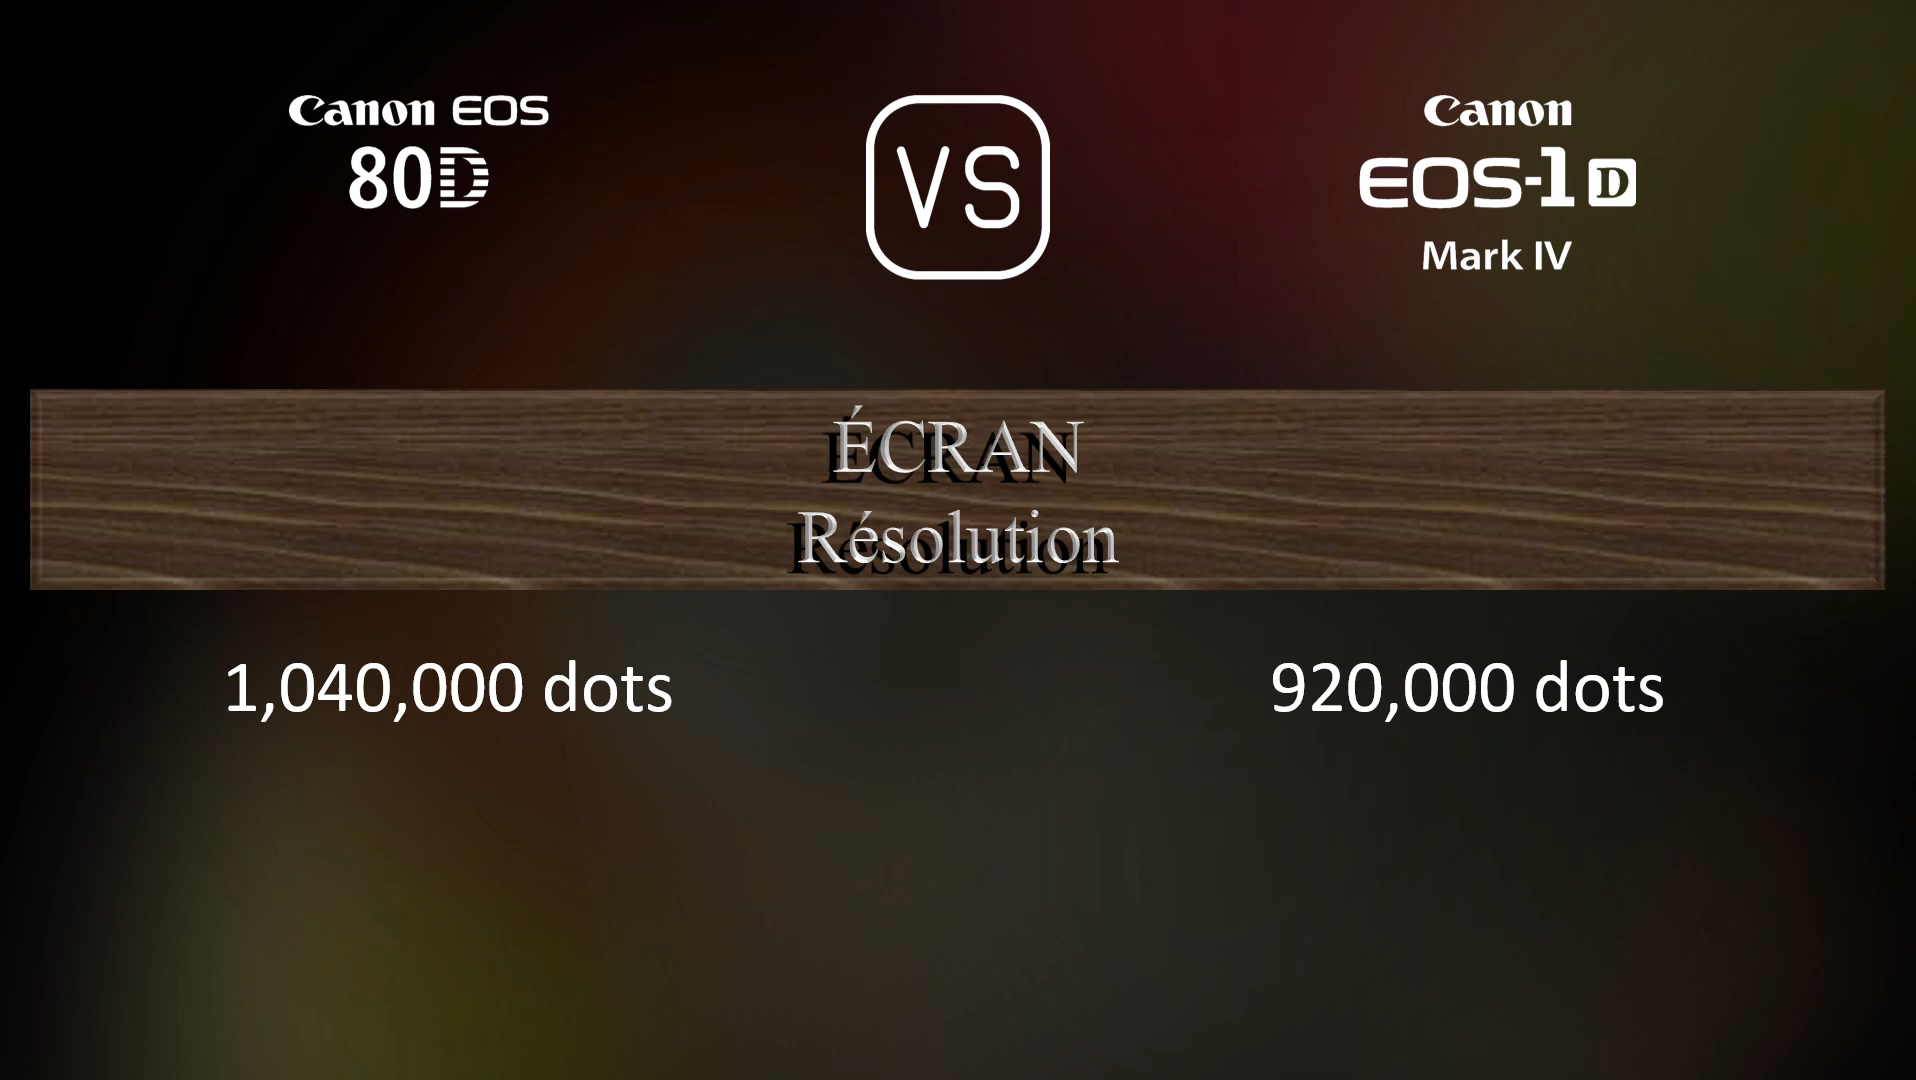 Canon EOS
80D
VS
Canon
EOS-1D
Mark IV
ÉCRAN
Résolution
1,040,000 dots
920,000 dots